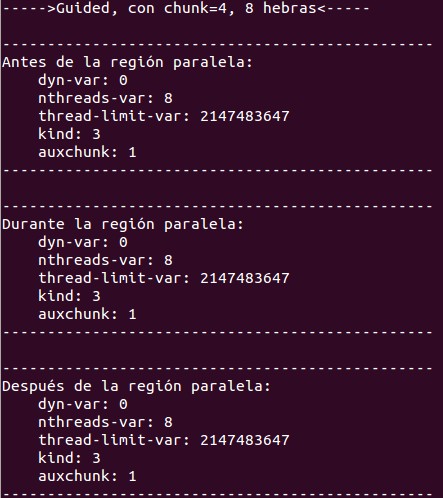 ----->Guided, con chunk=4, 8 hebras<-----
------------------------------------------------
Antes de la región paralela:
    dyn-var: 0
    nthreads-var: 8
    thread-limit-var: 2147483647
    kind: 3
    auxchunk: 1
------------------------------------------------
------------------------------------------------
Durante la región paralela:
    dyn-var: 0
    nthreads-var: 8
    thread-limit-var: 2147483647
    kind: 3
    auxchunk: 1
------------------------------------------------
------------------------------------------------
Después de la región paralela:
    dyn-var: 0
    nthreads-var: 8
    thread-limit-var: 2147483647
    kind: 3
    auxchunk: 1
------------------------------------------------